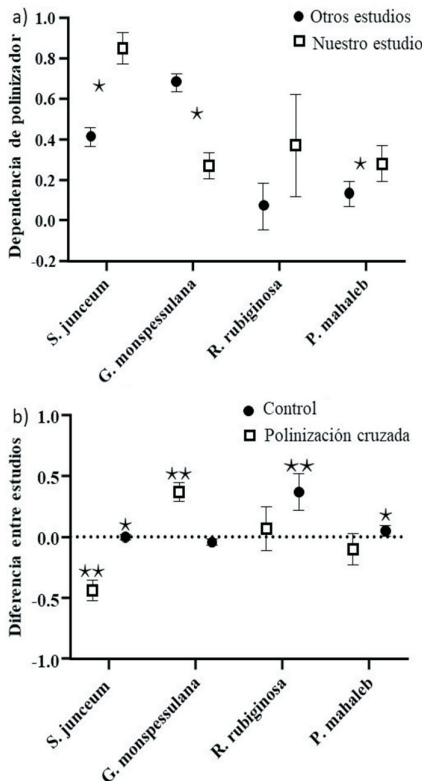 a)
Otros estudios
Nuestro estudio
Dependencia de polinizador
1.0
0.8
0.6
0.4
0.2
0.0
-0.2
S. junceum
G. monspessulana
R. rubiginosa
P. mahaleb
b)
Control
Polinización cruzada
Diferencia entre estudios
1.0
0.5
0.0
-0.5
-1.0
S. junceum
G. monspessulana
R. rubiginosa
P. mahaleb